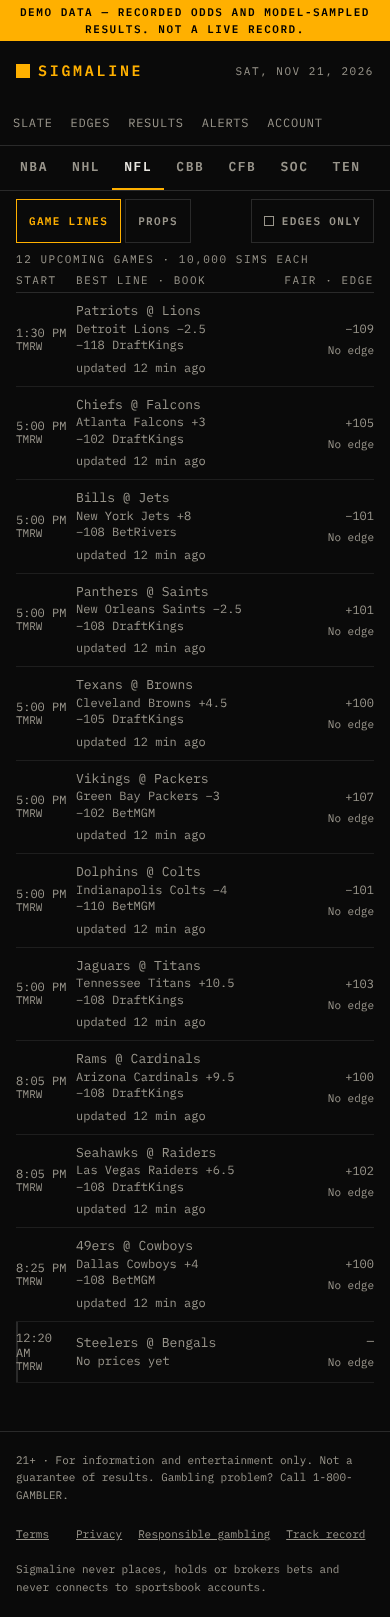 DEMO DATA — RECORDED ODDS AND MODEL-SAMPLED
RESULTS. NOT A LIVE RECORD.
SIGMALINE SAT, NOV 21, 2026
SLATE EDGES RESULTS ALERTS ACCOUNT
NBA NHL NFL CBB CFB SOC TEN
GAME LINES PROPS EDGES ONLY
12 UPCOMING GAMES · 10,000 SIMS EACH
START BEST LINE · BOOK FAIR · EDGE
Patriots @ Lions
1:30 PM Detroit Lions −2.5 −109
TMRW −118 DraftKings No edge
updated 12 min ago
Chiefs @ Falcons
5:00 PM Atlanta Falcons +3 +105
TMRW −102 DraftKings No edge
updated 12 min ago
Bills @ Jets
5:00 PM New York Jets +8 −101
TMRW −108 BetRivers No edge
updated 12 min ago
Panthers @ Saints
5:00 PM New Orleans Saints −2.5 +101
TMRW −108 DraftKings No edge
updated 12 min ago
Texans @ Browns
5:00 PM Cleveland Browns +4.5 +100
TMRW −105 DraftKings No edge
updated 12 min ago
Vikings @ Packers
5:00 PM Green Bay Packers −3 +107
TMRW −102 BetMGM No edge
updated 12 min ago
Dolphins @ Colts
5:00 PM Indianapolis Colts −4 −101
TMRW −110 BetMGM No edge
updated 12 min ago
Jaguars @ Titans
5:00 PM Tennessee Titans +10.5 +103
TMRW −108 DraftKings No edge
updated 12 min ago
Rams @ Cardinals
8:05 PM Arizona Cardinals +9.5 +100
TMRW −108 DraftKings No edge
updated 12 min ago
Seahawks @ Raiders
8:05 PM Las Vegas Raiders +6.5 +102
TMRW −108 DraftKings No edge
updated 12 min ago
49ers @ Cowboys
8:25 PM Dallas Cowboys +4 +100
TMRW −108 BetMGM No edge
updated 12 min ago
12:20 AM Steelers @ Bengals —
TMRW No prices yet No edge
21+ · For information and entertainment only. Not a
guarantee of results. Gambling problem? Call 1-800-
GAMBLER.
Terms Privacy Responsible gambling Track record
Sigmaline never places, holds or brokers bets and
never connects to sportsbook accounts.